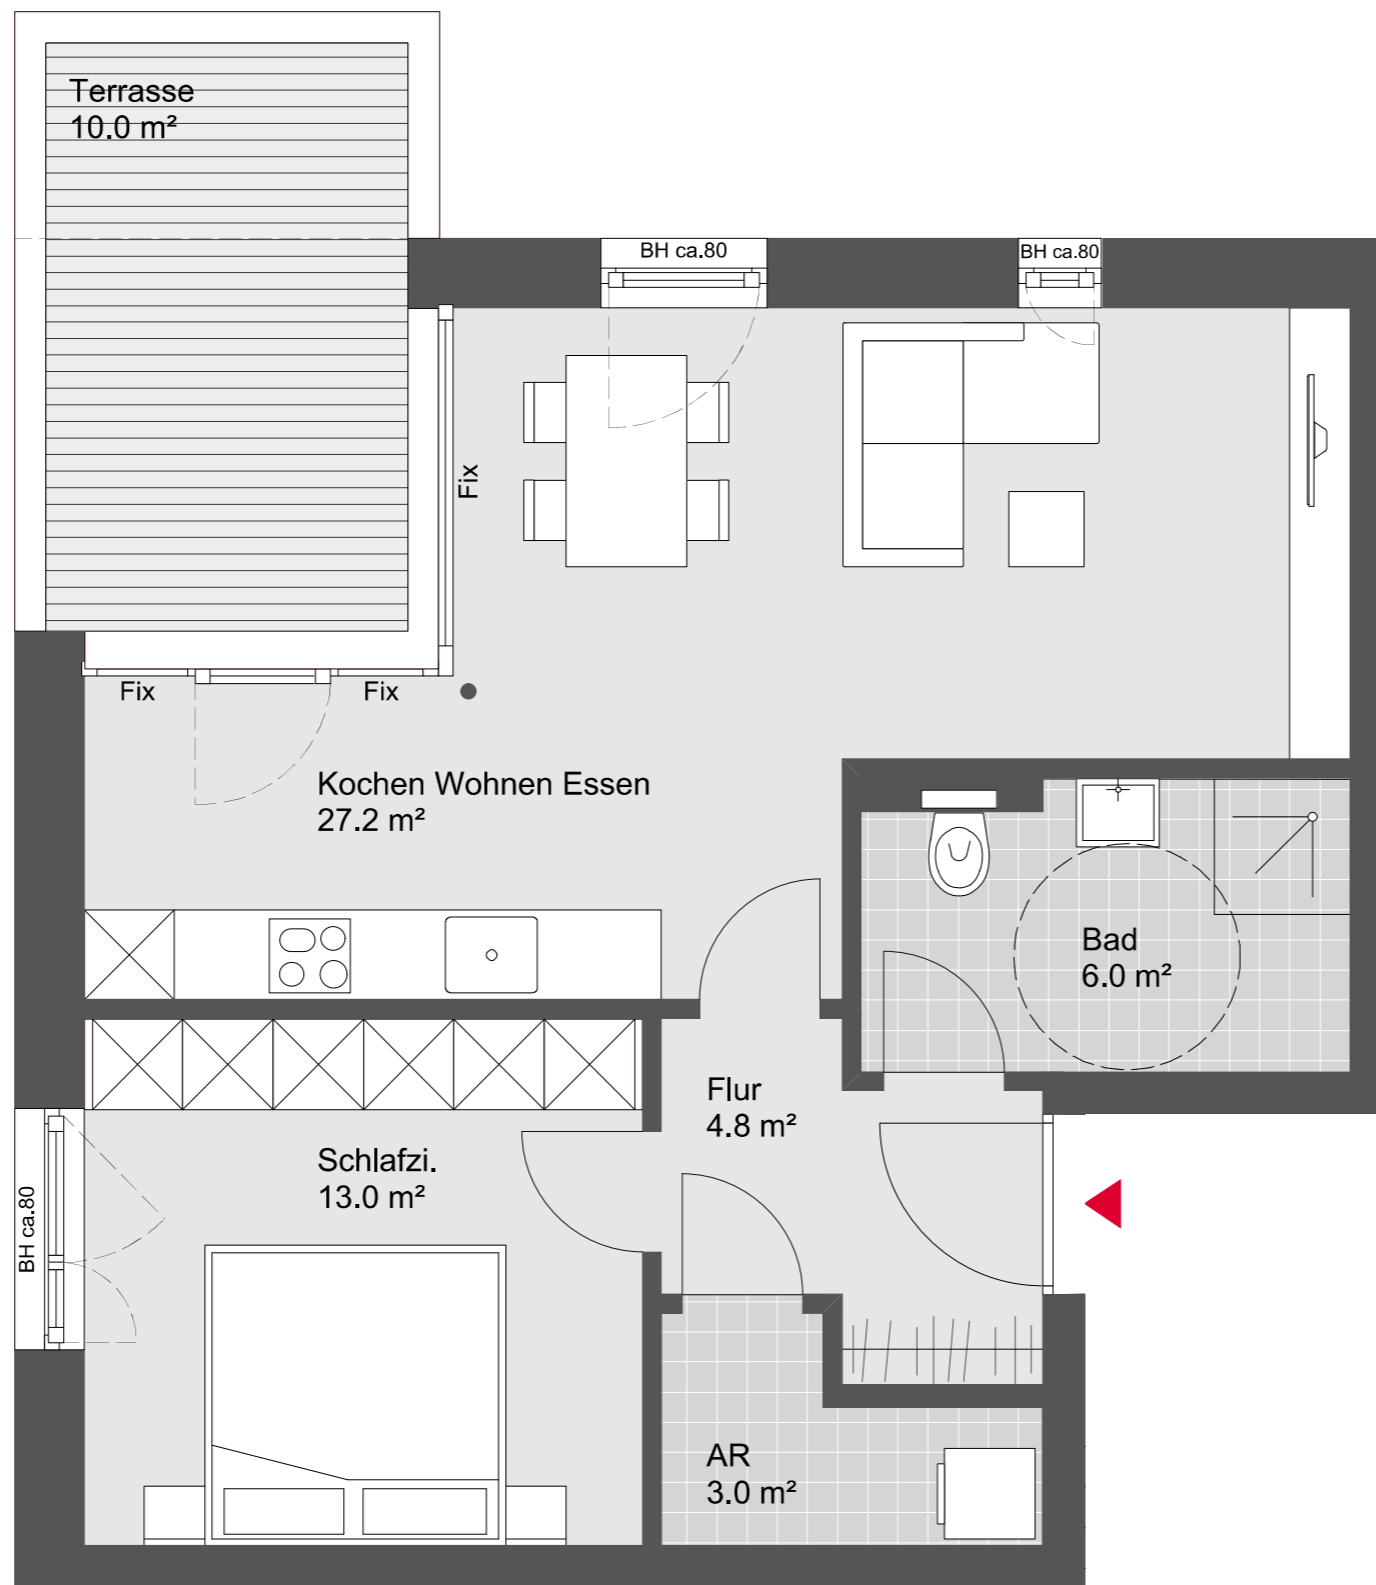 Terrasse
10.0 m²
BH ca.80
BH ca.80
Fix
Fix
Fix
Kochen Wohnen Essen
27.2 m²
Bad
6.0 m²
Flur
4.8 m²
Schlafzi.
13.0 m²
BH ca.80
AR
3.0 m²